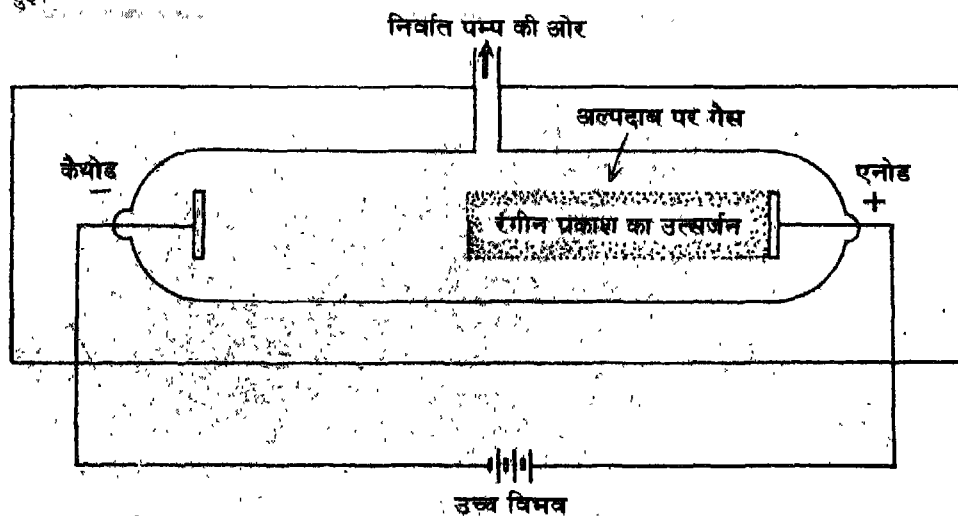 निर्वात पम्प की ओर
अल्पदाब पर गैस
कैथोड
−
एनोड
+
रंगीन प्रकाश का उत्सर्जन
उच्च विभव